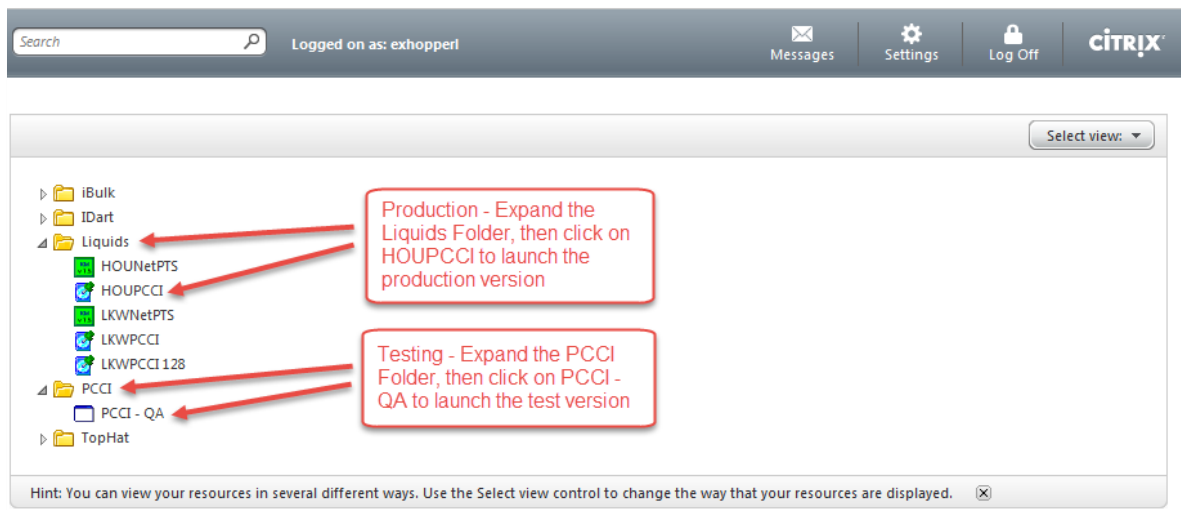 Search
Logged on as: exhopperl
Messages
Settings
Log Off
CİTRIX
Select view:
iBulk
IDart
Liquids
HOUNetPTS
HOUPCCI
LKWNetPTS
LKWPCCI
LKWPCCI 128
PCCI
PCCI - QA
TopHat
Production - Expand the
Liquids Folder, then click on
HOUPCCI to launch the
production version
Testing - Expand the PCCI
Folder, then click on PCCI -
QA to launch the test version
Hint: You can view your resources in several different ways. Use the Select view control to change the way that your resources are displayed.